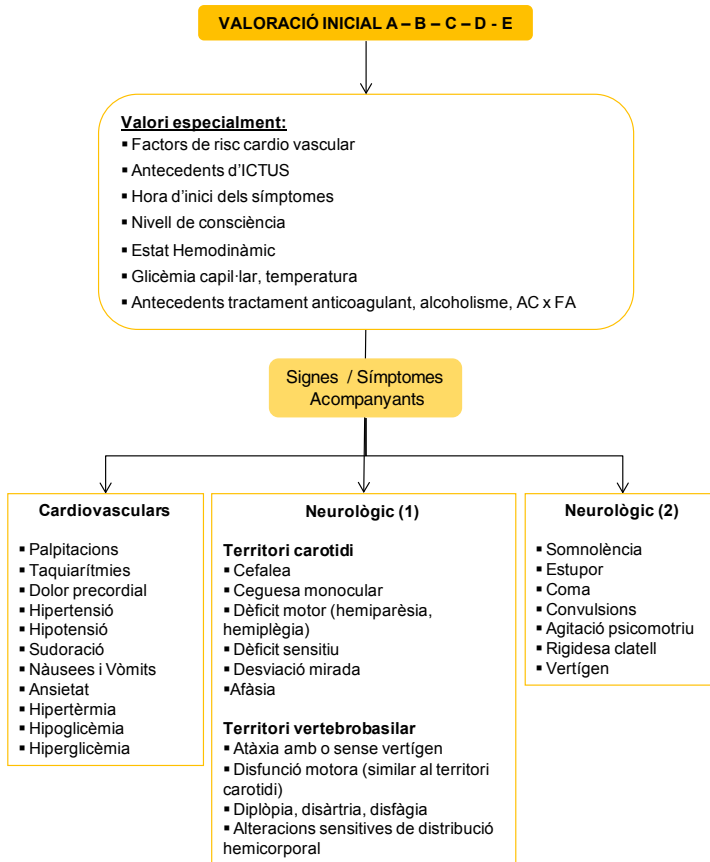 VALORACIÓ INICIAL A – B – C – D - E
Valori especialment:
▪ Factors de risc cardio vascular
▪ Antecedents d'ICTUS
▪ Hora d'inici dels símptomes
▪ Nivell de consciència
▪ Estat Hemodinàmic
▪ Glicèmia capil·lar, temperatura
▪ Antecedents tractament anticoagulant, alcoholisme, AC x FA
Signes / Símptomes
Acompanyants
Cardiovasculars
▪ Palpitacions
▪ Taquiarítmies
▪ Dolor precordial
▪ Hipertensió
▪ Hipotensió
▪ Sudoració
▪ Nàusees i Vòmits
▪ Ansietat
▪ Hipertèrmia
▪ Hipoglicèmia
▪ Hiperglicèmia
Neurològic (1)
Territori carotidi
▪ Cefalea
▪ Ceguesa monocular
▪ Dèficit motor (hemiparèsia,
hemiplègia)
▪ Dèficit sensitiu
▪ Desviació mirada
▪Afàsia
Territori vertebrobasilar
▪ Atàxia amb o sense vertígen
▪ Disfunció motora (similar al territori
carotidi)
▪ Diplòpia, disàrtria, disfàgia
▪ Alteracions sensitives de distribució
hemicorporal
Neurològic (2)
▪ Somnolència
▪ Estupor
▪ Coma
▪ Convulsions
▪ Agitació psicomotriu
▪ Rigidesa clatell
▪ Vertígen